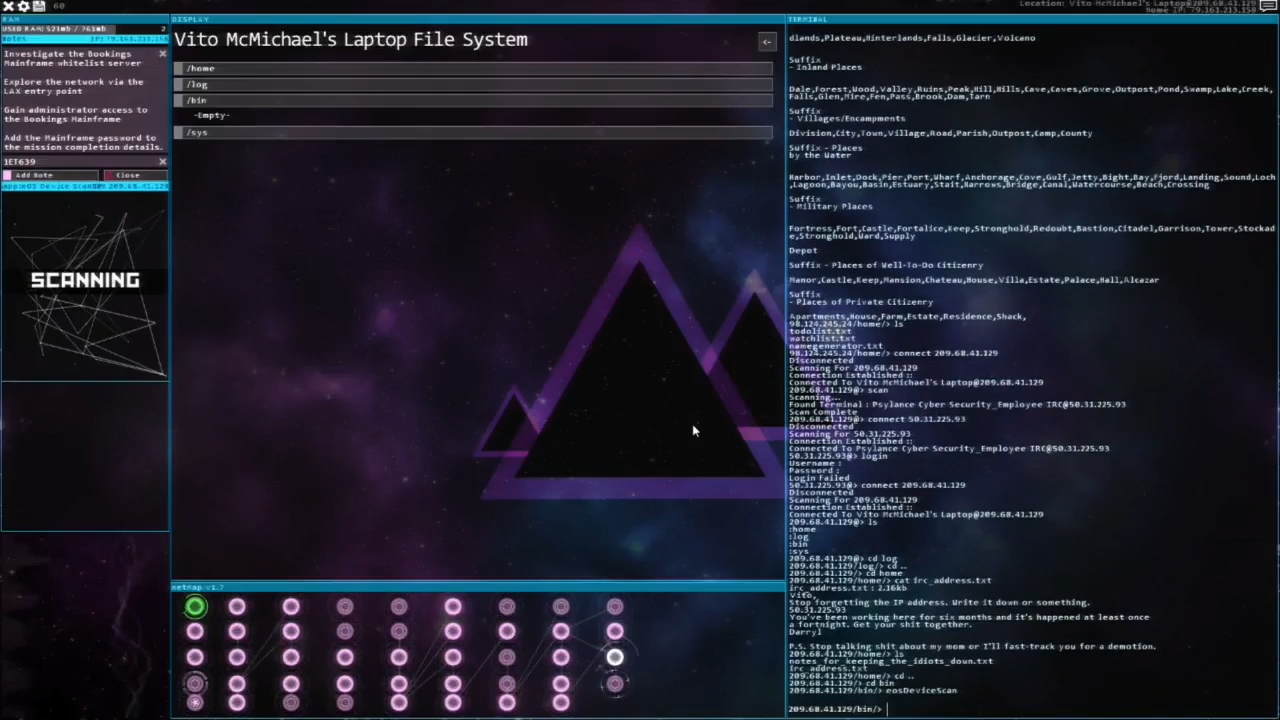 60
Location: Vito McMichael's Laptop@209.68.41.129
Home IP: 79.161.213.158
RAM
USED RAM: 521mb / 761mb
2
Notes
IP: 79.161.213.158
Investigate the Bookings
Mainframe whitelist server
Explore the network via the
LAX entry point
Gain administrator access to
the Bookings Mainframe
Add the Mainframe password to
the mission completion details.
1ET639
Add Note
Close
209.68.41.129
SCANNING
DISPLAY
Vito McMichael's Laptop File System
<-
/home
/log
/bin
-Empty-
/sys
netMap v1.7
TERMINAL
dlands,Plateau,Hinterlands,Falls,Glacier,Volcano
Suffix
- Inland Places
Dale,Forest,Wood,Valley,Ruins,Peak,Hill,Hills,Cave,Caves,Grove,Outpost,Pond,Swamp,Lake,Creek,
Falls,Glen,Mire,Fen,Pass,Brook,Dam,Tarn
Suffix
- Villages/Encampments
Division,City,Town,Village,Road,Parish,Outpost,Camp,County
Suffix - Places
by the Water
Harbor,Inlet,Dock,Pier,Port,Wharf,Anchorage,Cove,Gulf,Jetty,Bight,Bay,Fjord,Landing,Sound,Loch
,Lagoon,Bayou,Basin,Estuary,Stait,Narrows,Bridge,Canal,Watercourse,Beach,Crossing
Suffix
- Military Places
Fortress,Fort,Castle,Fortalice,Keep,Stronghold,Redoubt,Bastion,Citadel,Garrison,Tower,Stockad
e,Stronghold,Ward,Supply
Depot
Suffix - Places of Well-To-Do Citizenry
Manor,Castle,Keep,Mansion,Chateau,House,Villa,Estate,Palace,Hall,Alcazar
Suffix
- Places of Private Citizenry
Apartments,House,Farm,Estate,Residence,Shack,
98.124.245.24/home/> ls
todolist.txt
watchlist.txt
namegenerator.txt
98.124.245.24/home/> connect 209.68.41.129
Disconnected
Scanning For 209.68.41.129
Connection Established ::
Connected To Vito McMichael's Laptop@209.68.41.129
209.68.41.129@> scan
Scanning...
Found Terminal : Psylance Cyber Security_Employee IRC@50.31.225.93
Scan Complete
209.68.41.129@> connect 50.31.225.93
Disconnected
Scanning For 50.31.225.93
Connection Established ::
Connected To Psylance Cyber Security_Employee IRC@50.31.225.93
50.31.225.93@> login
Username :
Password :
Login Failed
50.31.225.93@> connect 209.68.41.129
Disconnected
Scanning For 209.68.41.129
Connection Established ::
Connected To Vito McMichael's Laptop@209.68.41.129
209.68.41.129@> ls
:home
:log
:bin
:sys
209.68.41.129@> cd log
209.68.41.129/log/> cd ..
209.68.41.129/> cd home
209.68.41.129/home/> cat irc_address.txt
irc_address.txt : 2.16kb
Vito,
Stop forgetting the IP address. Write it down or something.
50.31.225.93
You've been working here for six months and it's happened at least once
a fortnight. Get your shit together.
Darryl
P.S. Stop talking shit about my mom or I'll fast-track you for a demotion.
209.68.41.129/home/> ls
notes_for_keeping_the_idiots_down.txt
irc_address.txt
209.68.41.129/home/> cd ..
209.68.41.129/> cd bin
209.68.41.129/bin/> eosDeviceScan
209.68.41.129/bin/>